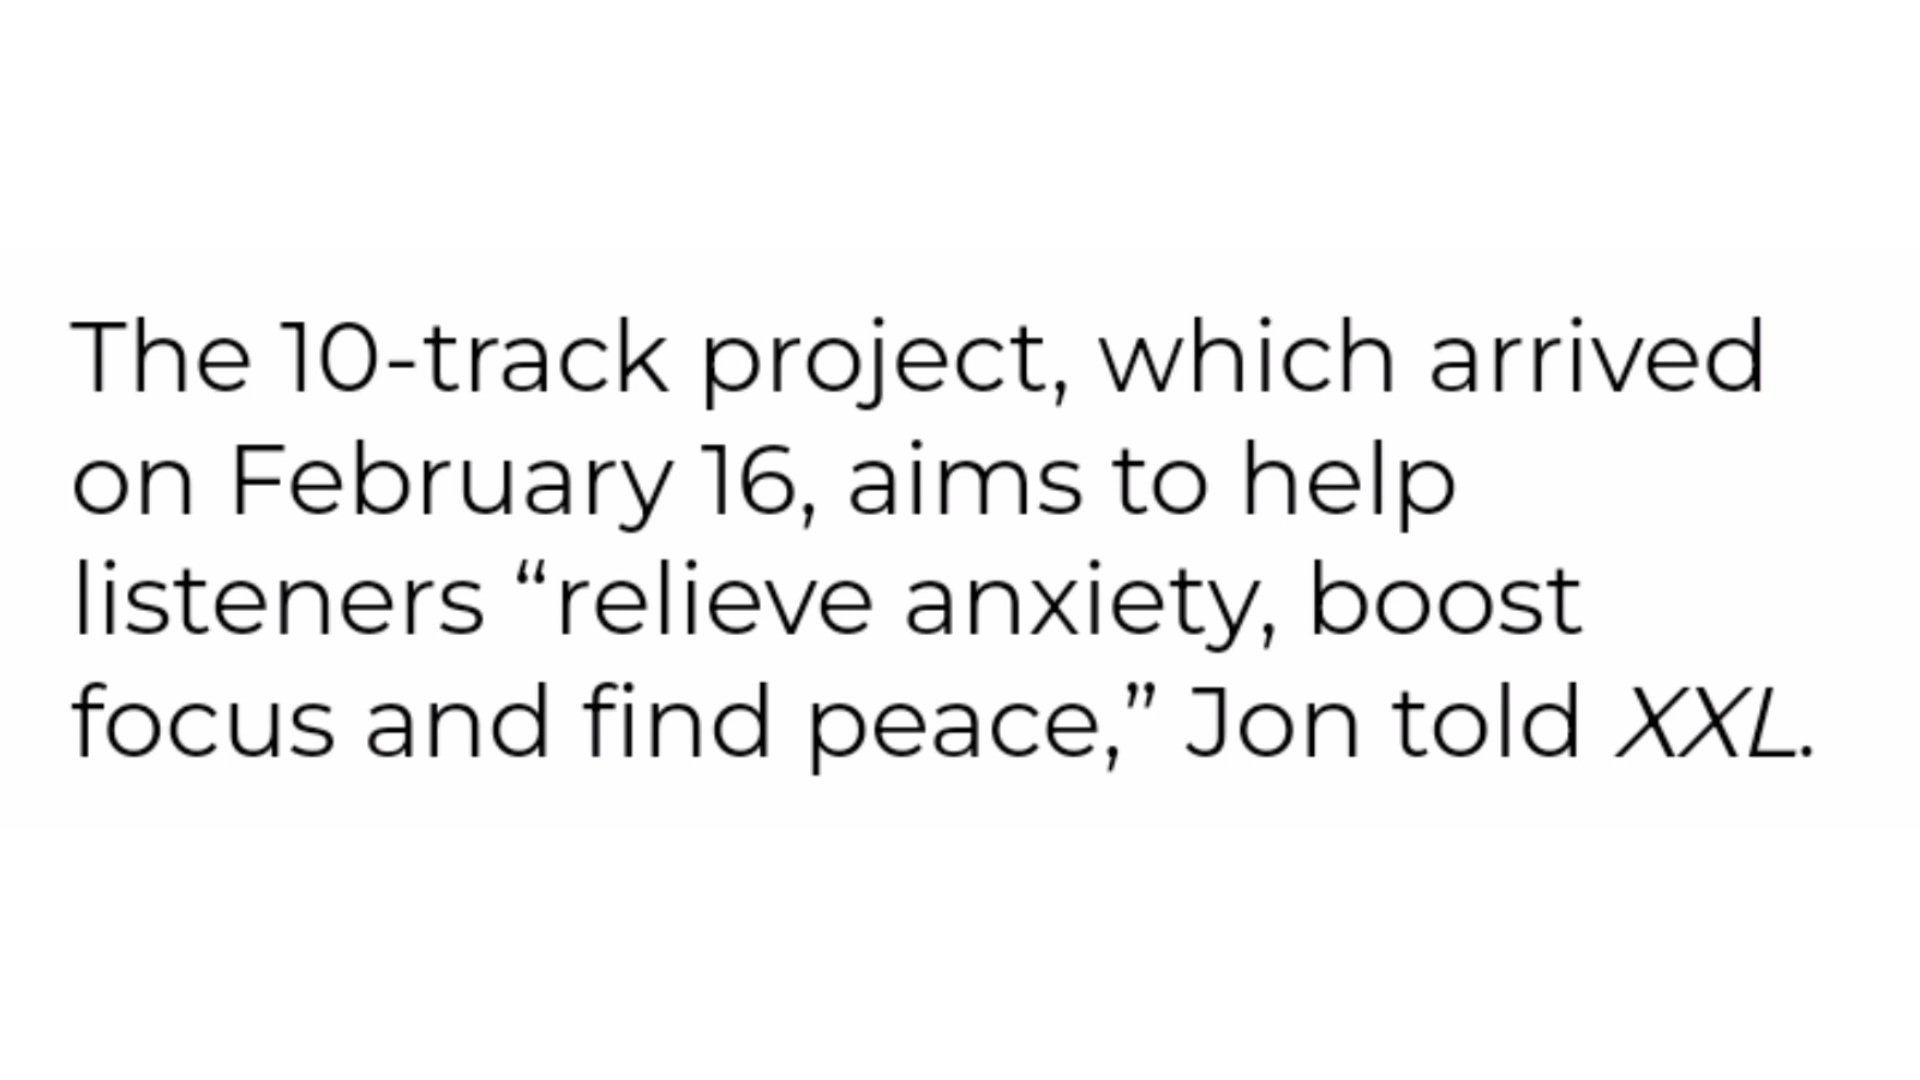 The 10-track project, which arrived
on February 16, aims to help
listeners “relieve anxiety, boost
focus and find peace,” Jon told XXL.